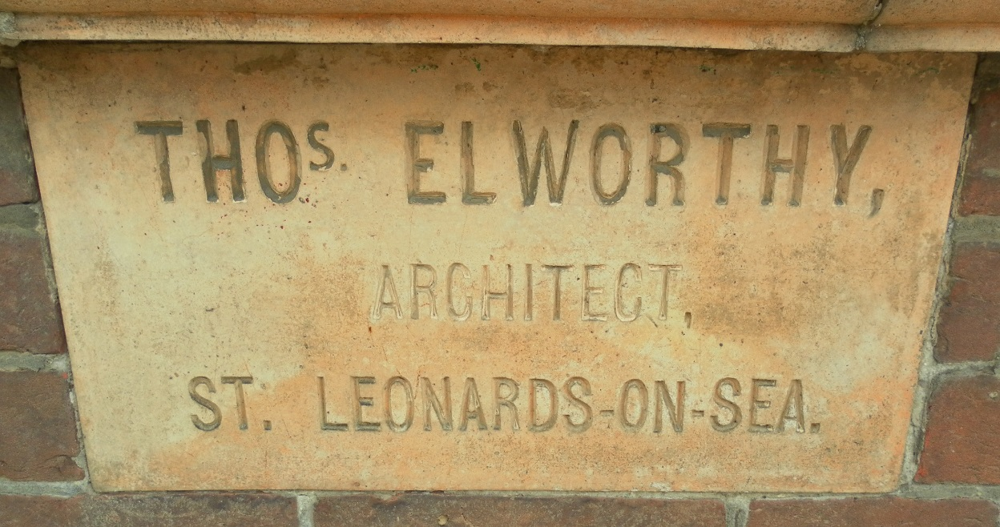 THOS. ELWORTHY,
ARCHITECT,
ST. LEONARDS-ON-SEA.